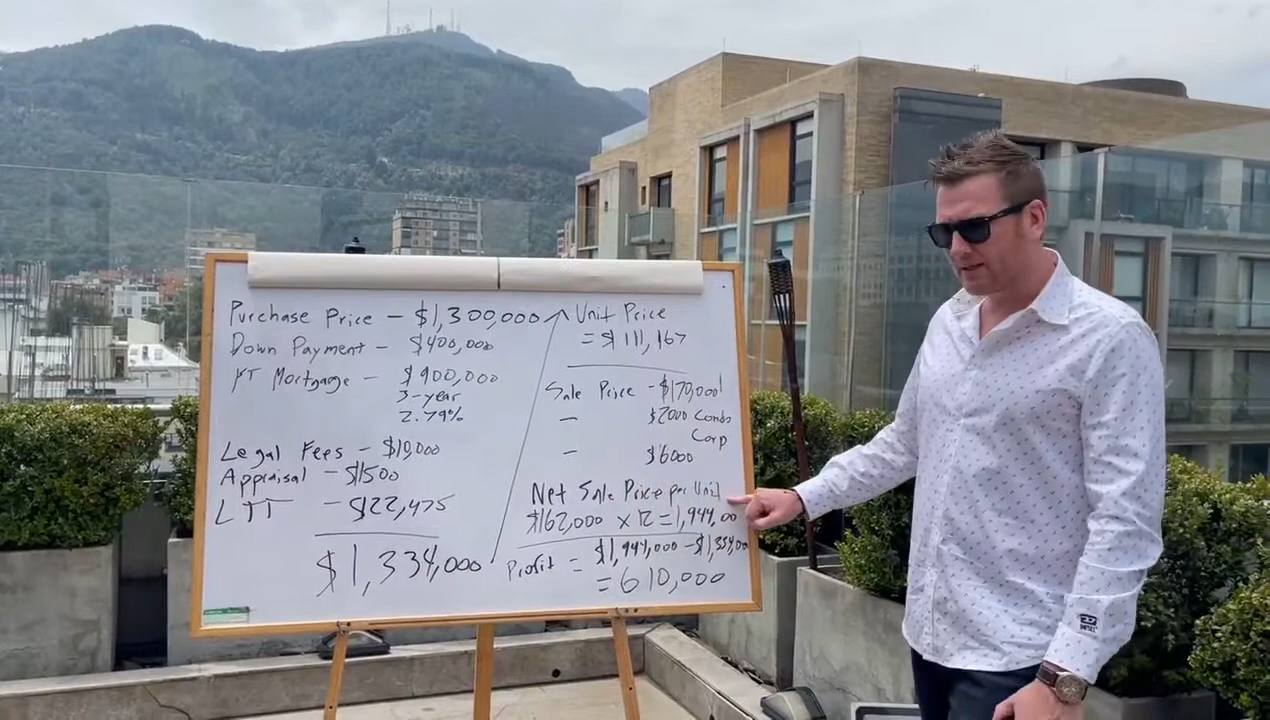 Purchase Price - $1,300,000
Down Payment - $400,000
Mortgage - $900,000
3-year
2.79%
Legal Fees - $10,000
Appraisal - $1500
LTT - $22,475
$1,334,000
Unit Price
= $111,167
Sale Price - $170,000
- $2000 Condo
Corp
- $6000
Net Sale Price per Unit
$162,000 x 12 = 1,944,00
Profit = $1,944,000 - $1,334,00
= 610,000
DIESEL